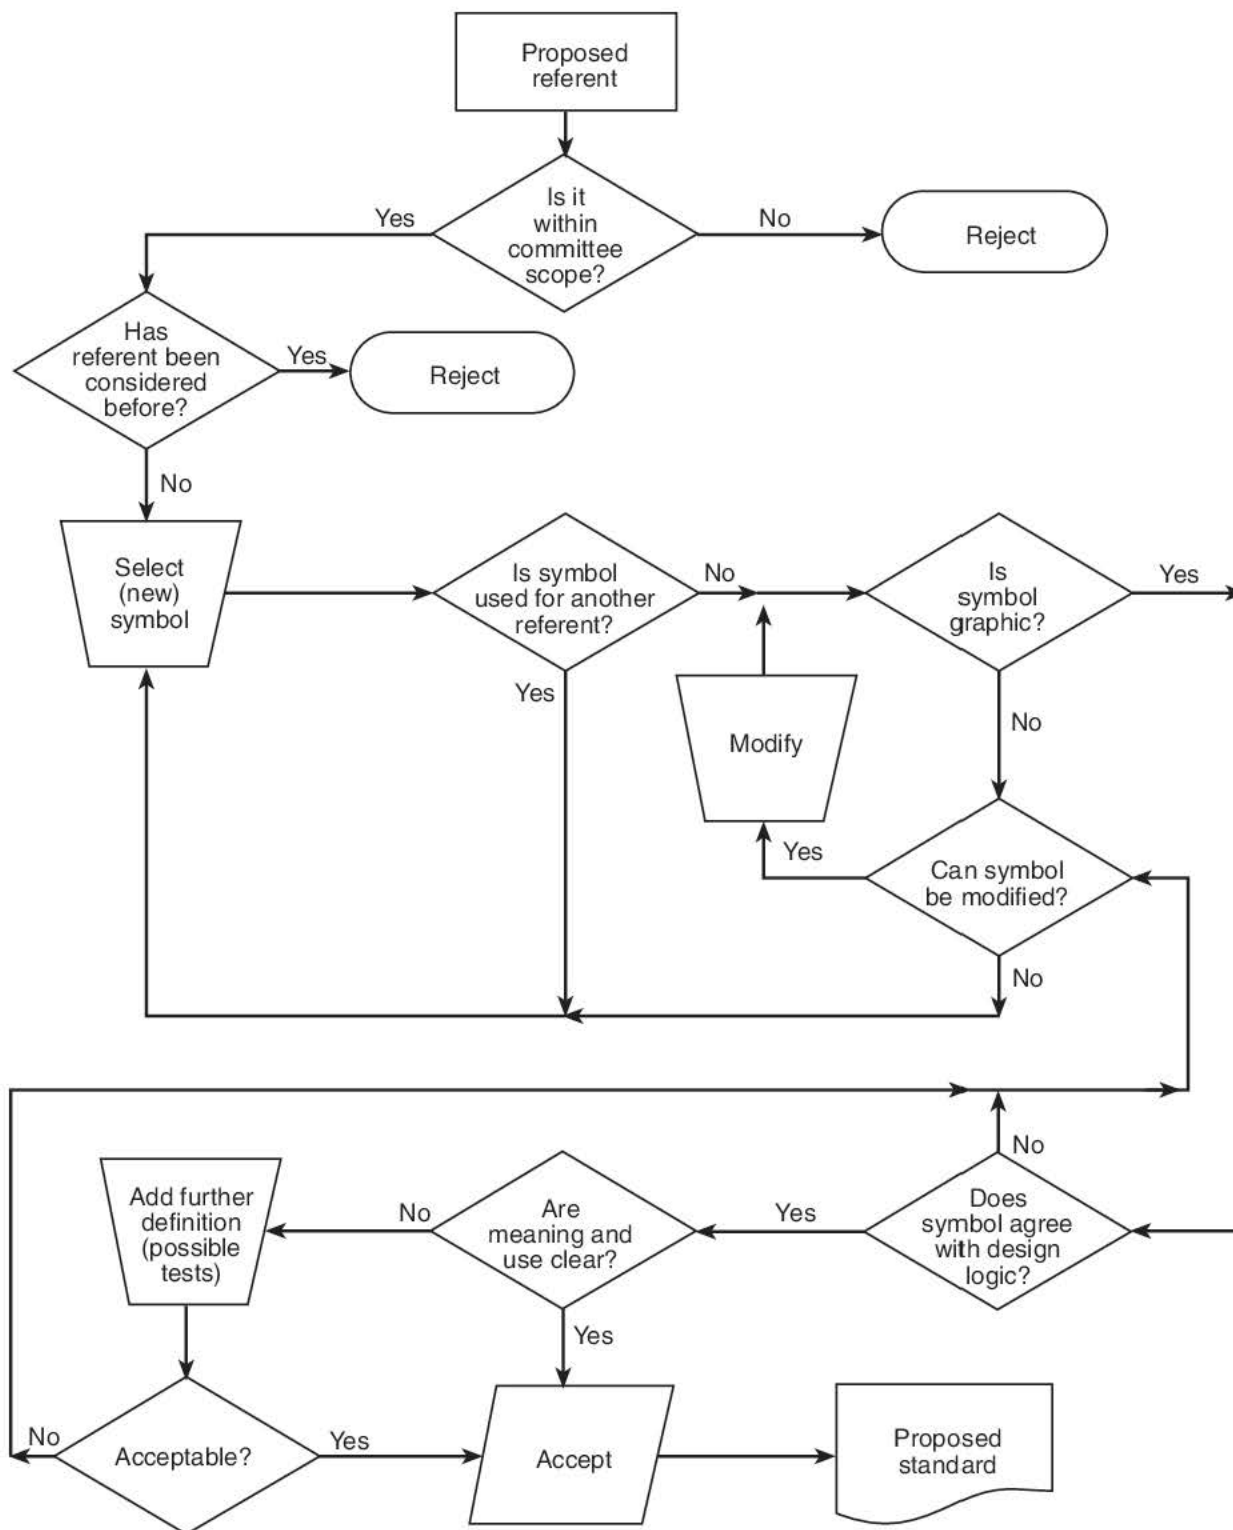 Proposed
referent
Is it
within
committee
scope?
Yes
No
Reject
Has
referent been
considered
before?
Yes
Reject
No
Select
(new)
symbol
Is symbol
used for another
referent?
No
Is
symbol
graphic?
Yes
Yes
No
Modify
Yes
Can symbol
be modified?
No
No
Does
symbol agree
with design
logic?
Yes
Are
meaning and
use clear?
No
Add further
definition
(possible
tests)
Yes
Acceptable?
No
Yes
Accept
Proposed
standard